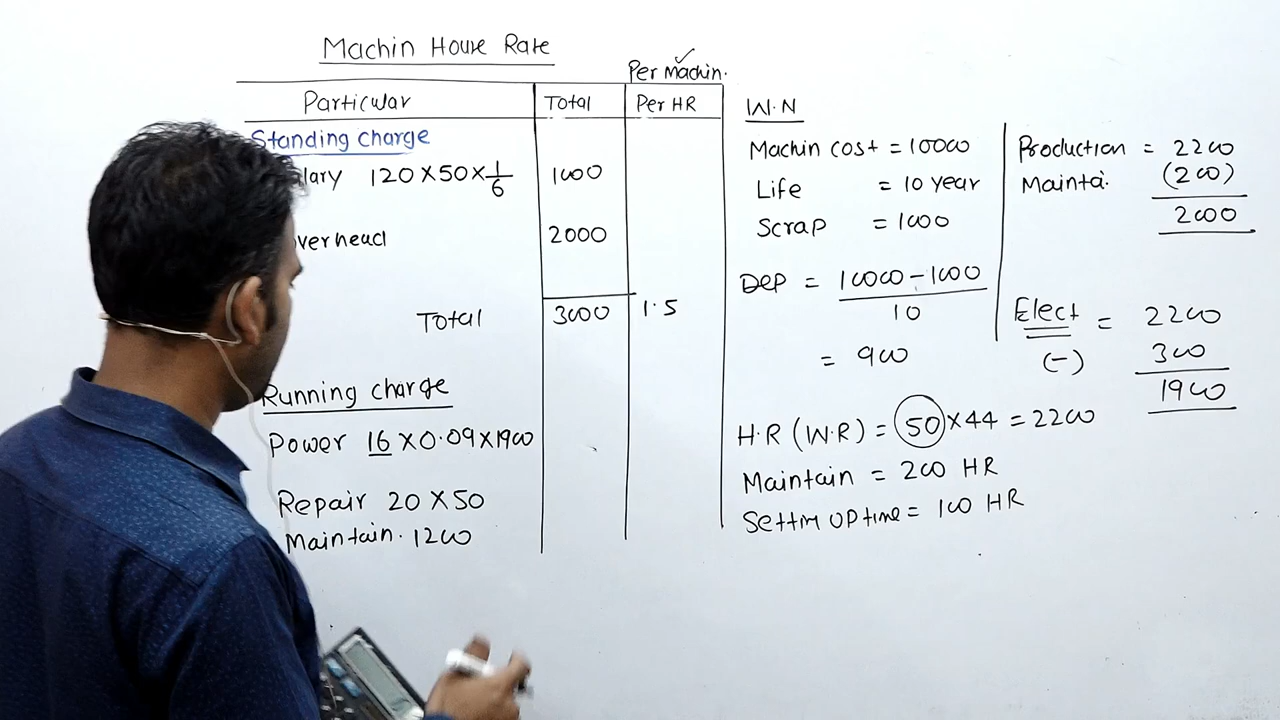 Machin Houre Rate
Per Machin.
Particular Total Per HR
Standing charge
lary 120 X 50 X 1/6 1000
verhead 2000
Total 3000 1.5
Running charge
Power 16 X 0.09 X 1900
Repair 20 X 50
Maintain. 1200
W.N
Machin cost = 10000
Life = 10 year
Scrap = 1000
Dep = 10000 - 1000
10
= 900
H.R (W.R) = 50 X 44 = 2200
Maintain = 200 HR
Settin up time = 100 HR
Production = 2200
Mainta. (200)
2000
Elect = 2200
(-) 300
1900